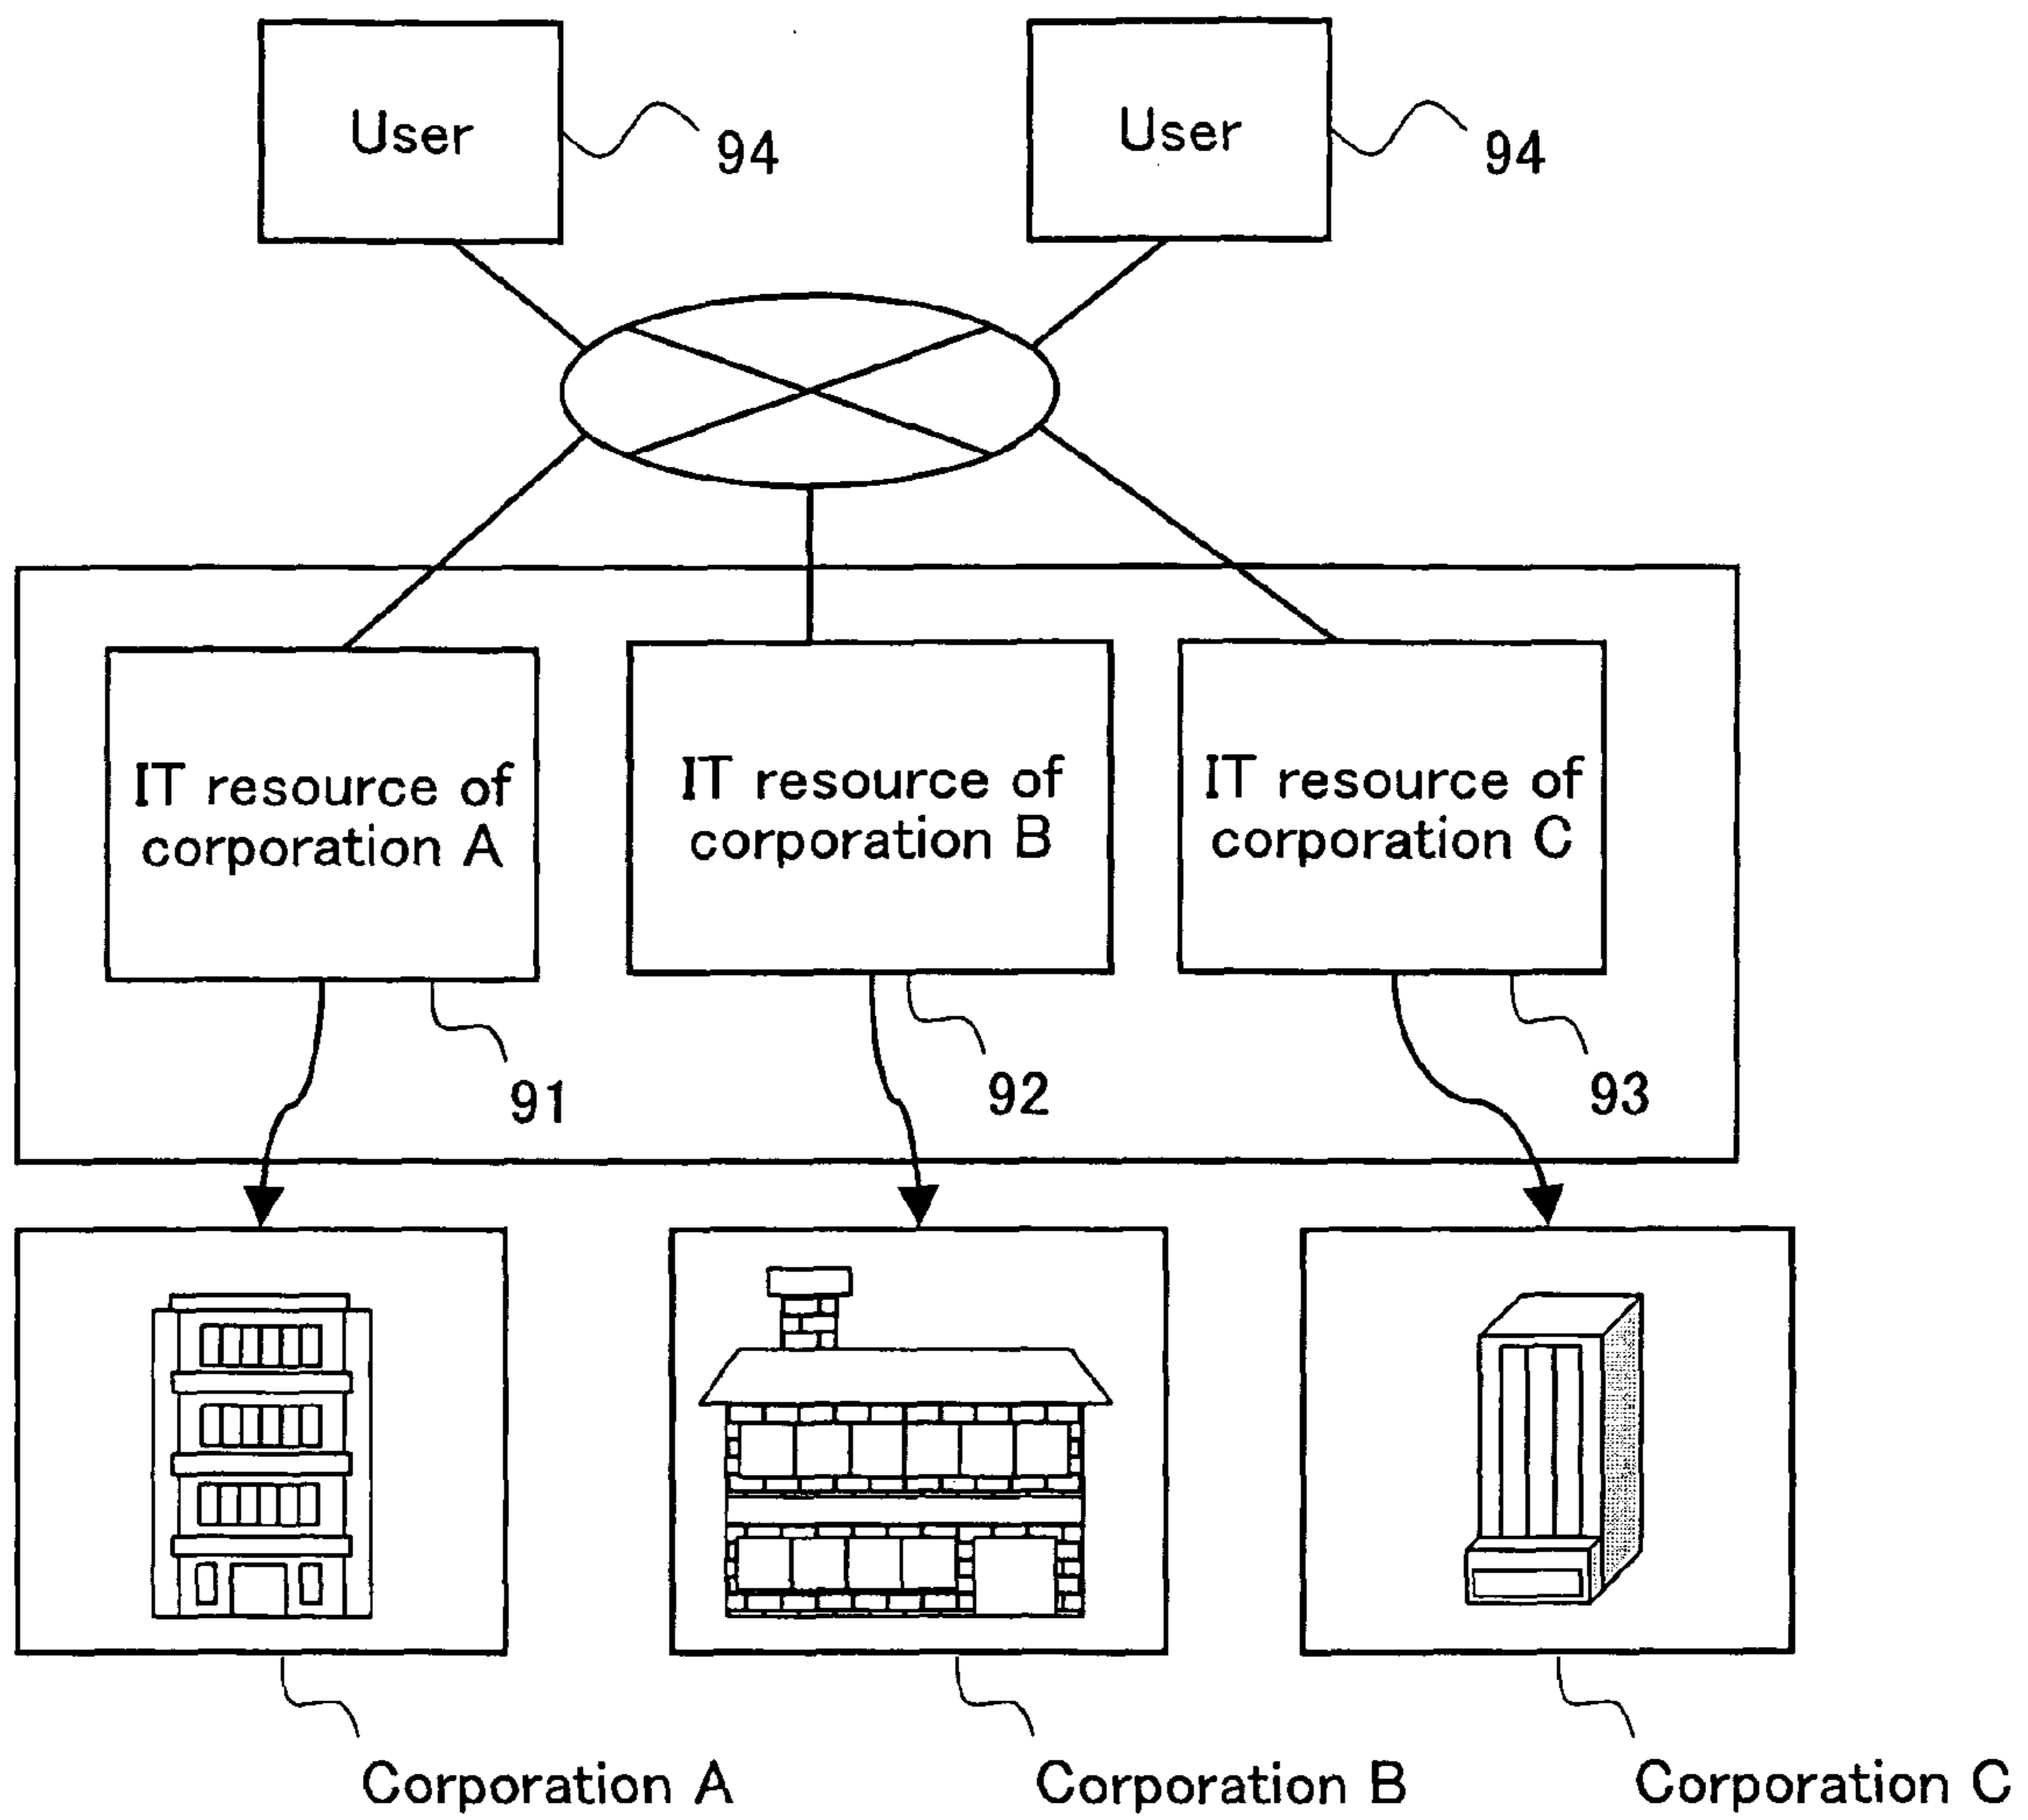 User
94
User
94
IT resource of
corporation A
IT resource of
corporation B
IT resource of
corporation C
91
92
93
Corporation A
Corporation B
Corporation C